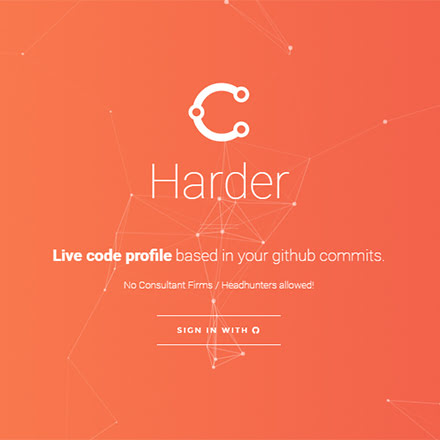 Harder
Live code profile based in your github commits.
No Consultant Firms / Headhunters allowed!
SIGN IN WITH